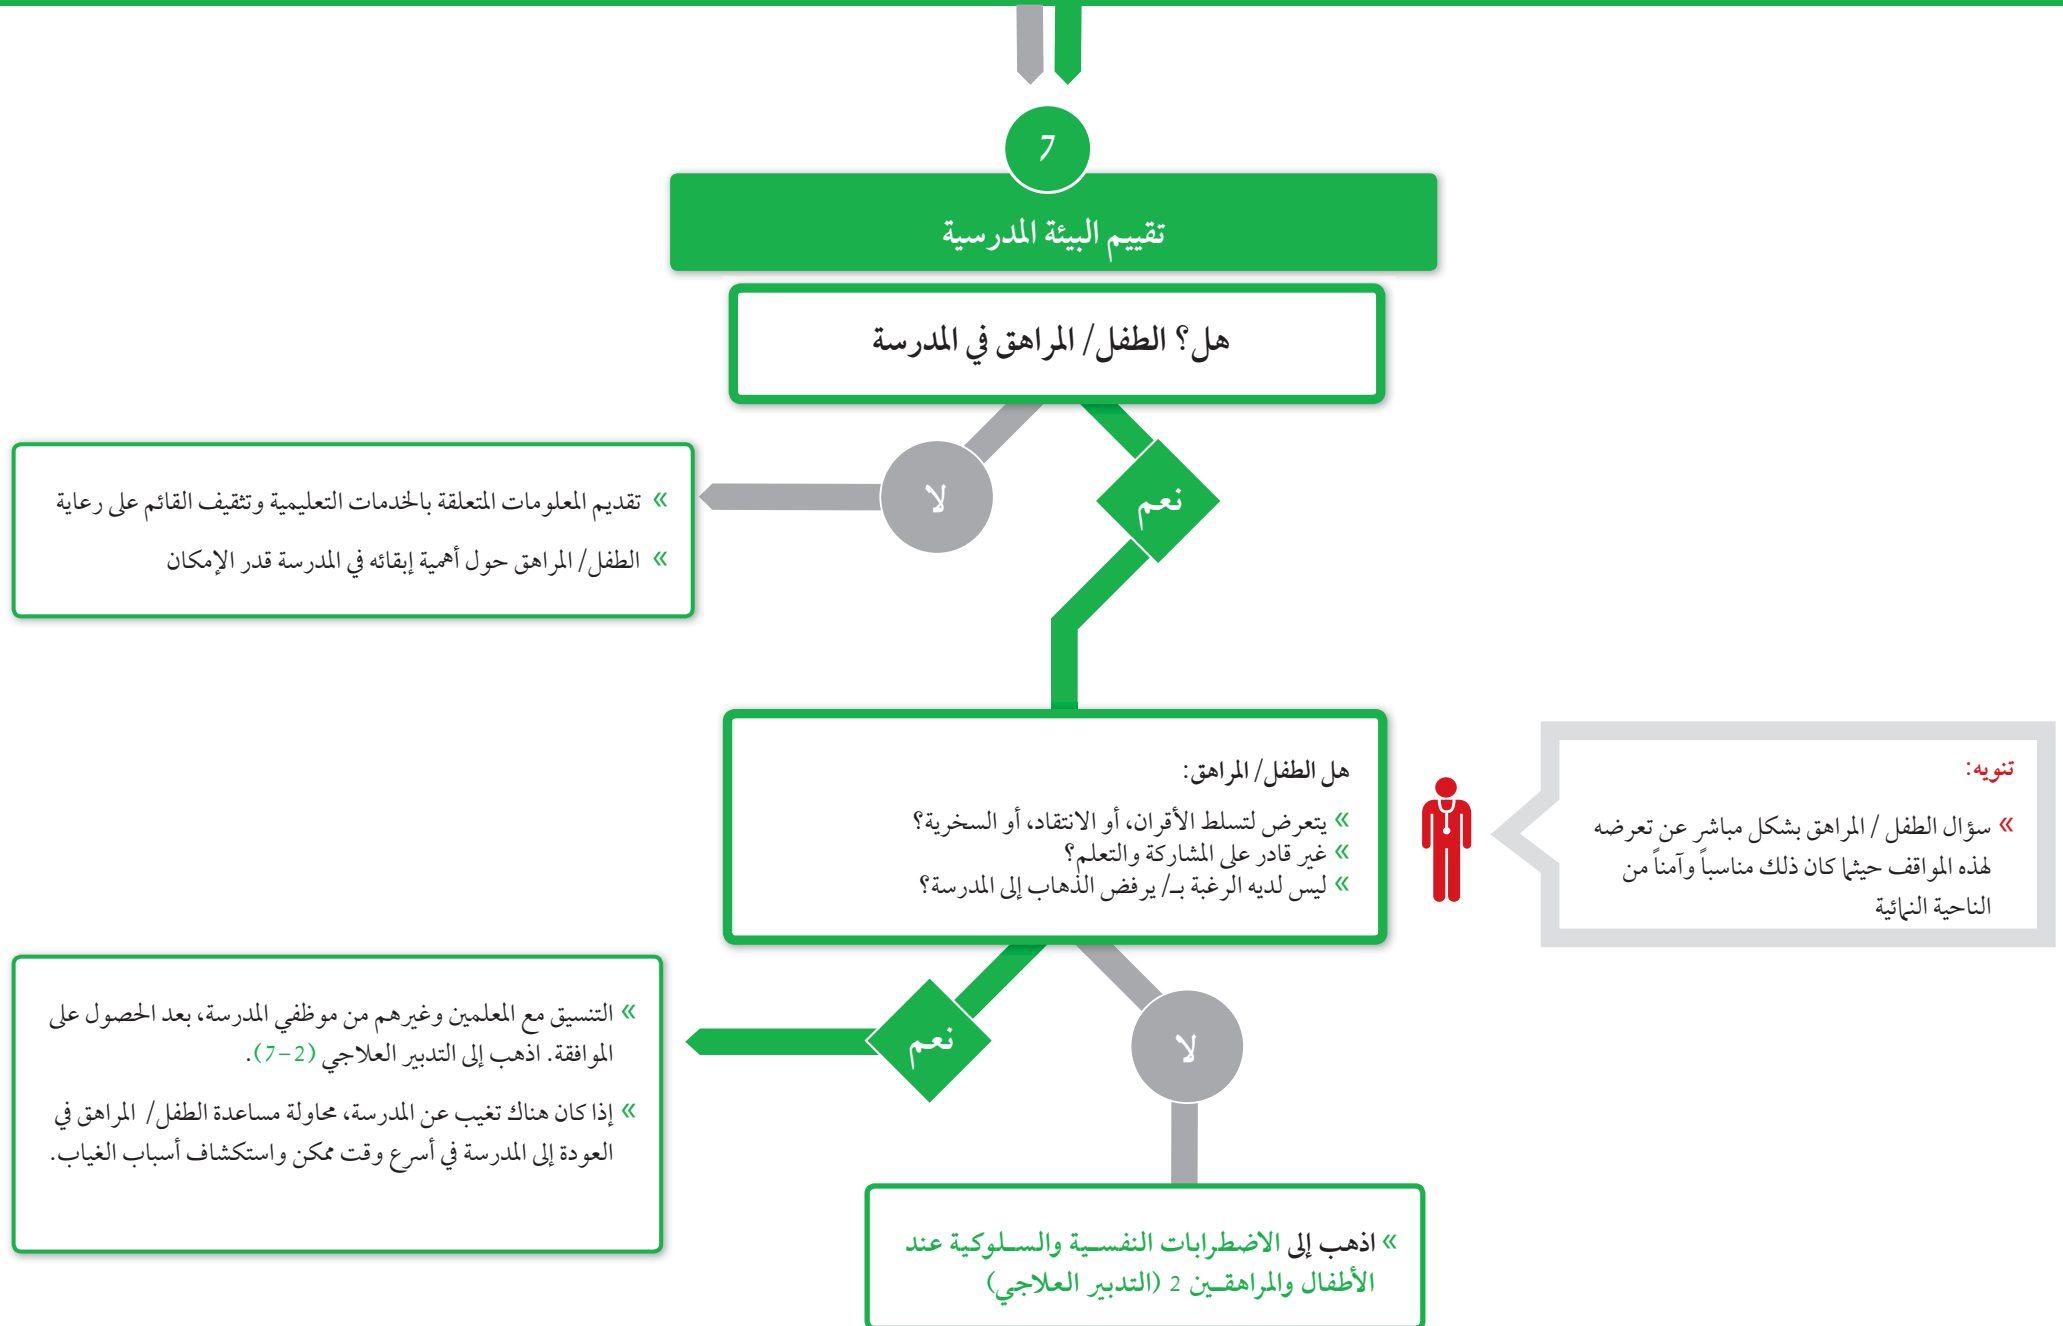 7
تقييم البيئة المدرسية
هل؟ الطفل/ المراهق في المدرسة
نعم
لا
» تقديم المعلومات المتعلقة بالخدمات التعليمية وتثقيف القائم على رعاية
» الطفل/ المراهق حول أهمية إبقائه في المدرسة قدر الإمكان
هل الطفل/ المراهق:
» يتعرض لتسلط الأقران، أو الانتقاد، أو السخرية؟
» غير قادر على المشاركة والتعلم؟
» ليس لديه الرغبة بـ/ يرفض الذهاب إلى المدرسة؟
تنويه:
» سؤال الطفل / المراهق بشكل مباشر عن تعرضه
لهذه المواقف حيثما كان ذلك مناسباً وآمناً من
الناحية النمائية
لا
نعم
» التنسيق مع المعلمين وغيرهم من موظفي المدرسة، بعد الحصول على
الموافقة. اذهب إلى التدبير العلاجي (2-7).
» إذا كان هناك تغيب عن المدرسة، محاولة مساعدة الطفل/ المراهق في
العودة إلى المدرسة في أسرع وقت ممكن واستكشاف أسباب الغياب.
» اذهب إلى الاضطرابات النفســية والســلوكية عند
الأطفال والمراهقــين 2 (التدبير العلاجي)